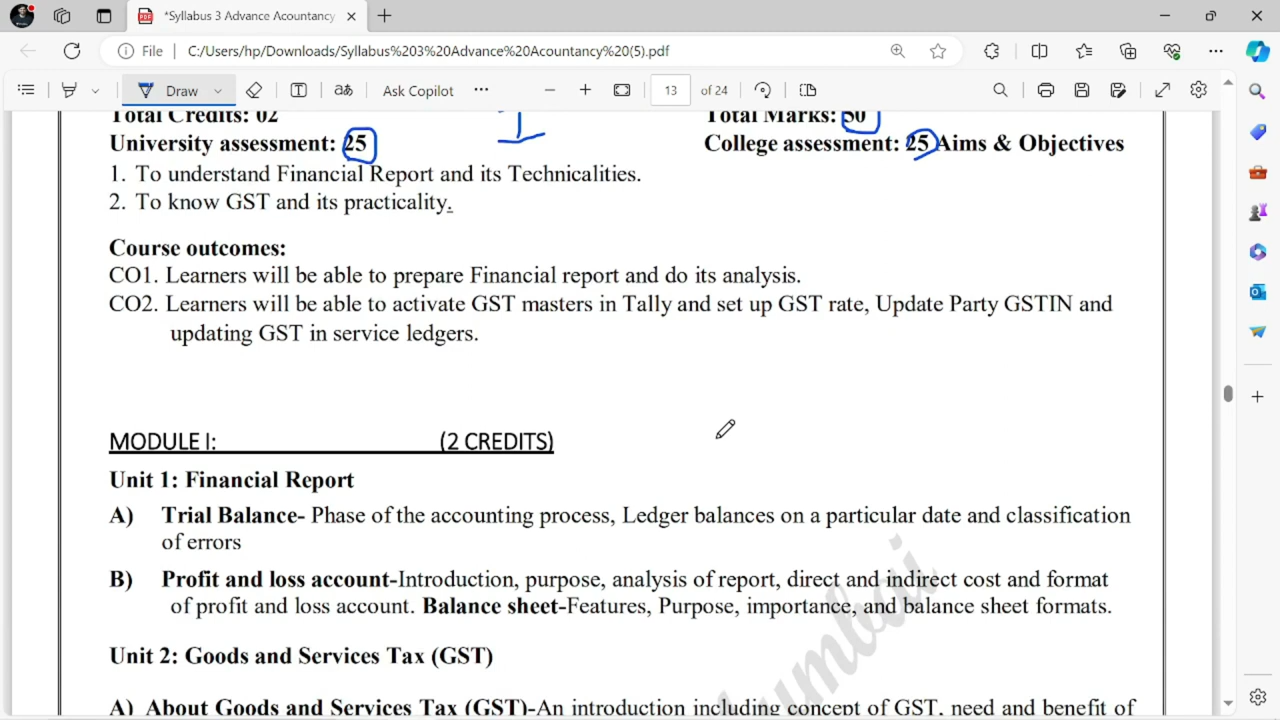 *Syllabus 3 Advance Acountancy
File C:/Users/hp/Downloads/Syllabus%203%20Advance%20Acountancy%20(5).pdf
Draw aあ Ask Copilot 13 of 24
Total Credits: 02 Total Marks: 50
University assessment: 25 College assessment: 25 Aims & Objectives
1. To understand Financial Report and its Technicalities.
2. To know GST and its practicality.
Course outcomes:
CO1. Learners will be able to prepare Financial report and do its analysis.
CO2. Learners will be able to activate GST masters in Tally and set up GST rate, Update Party GSTIN and
updating GST in service ledgers.
MODULE I: (2 CREDITS)
Unit 1: Financial Report
A) Trial Balance- Phase of the accounting process, Ledger balances on a particular date and classification
of errors
B) Profit and loss account-Introduction, purpose, analysis of report, direct and indirect cost and format
of profit and loss account. Balance sheet-Features, Purpose, importance, and balance sheet formats.
Unit 2: Goods and Services Tax (GST)
A) About Goods and Services Tax (GST)-An introduction including concept of GST, need and benefit of